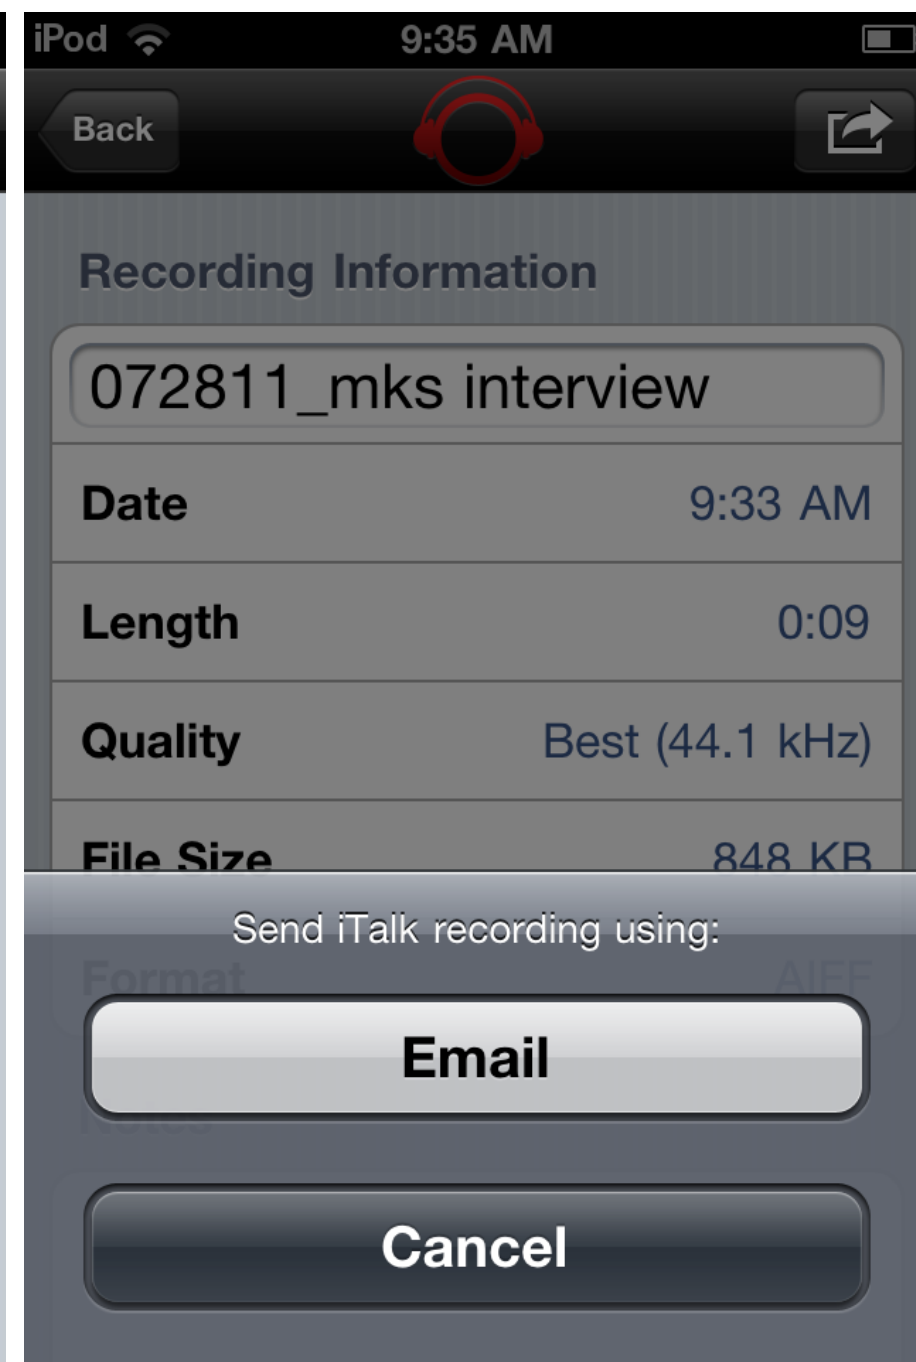 iPod 9:35 AM
Back
Recording Information
072811_mks interview
Date 9:33 AM
Length 0:09
Quality Best (44.1 kHz)
File Size 848 KB
Send iTalk recording using:
Format AIFF
Email
Notes
Cancel